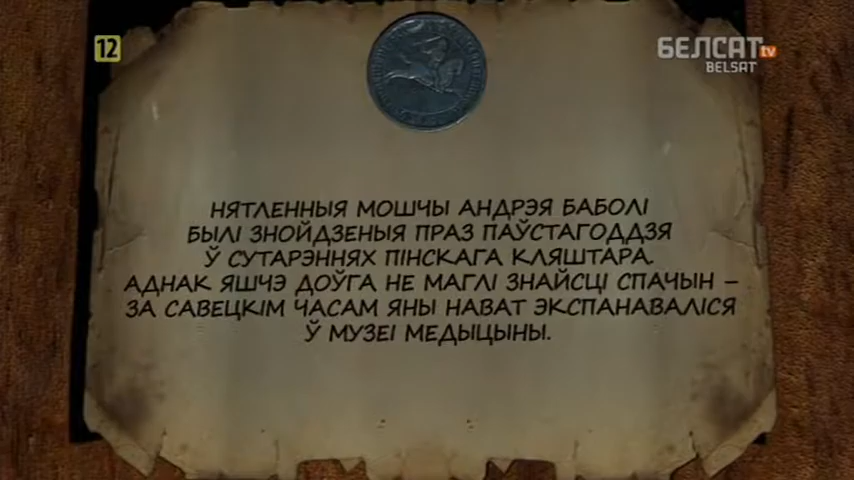 12
БЕЛСАТ tv
BELSAT
НЯТЛЕННЫЯ МОШЧЫ АНДРЭЯ БАБОЛІ
БЫЛІ ЗНОЙДЗЕНЫЯ ПРАЗ ПАЎСТАГОДДЗЯ
Ў СУТАРЭННЯХ ПІНСКАГА КЛЯШТАРА.
АДНАК ЯШЧЭ ДОЎГА НЕ МАГЛІ ЗНАЙСЦІ СПАЧЫН –
ЗА САВЕЦКІМ ЧАСАМ ЯНЫ НАВАТ ЭКСПАНАВАЛІСЯ
Ў МУЗЕІ МЕДЫЦЫНЫ.